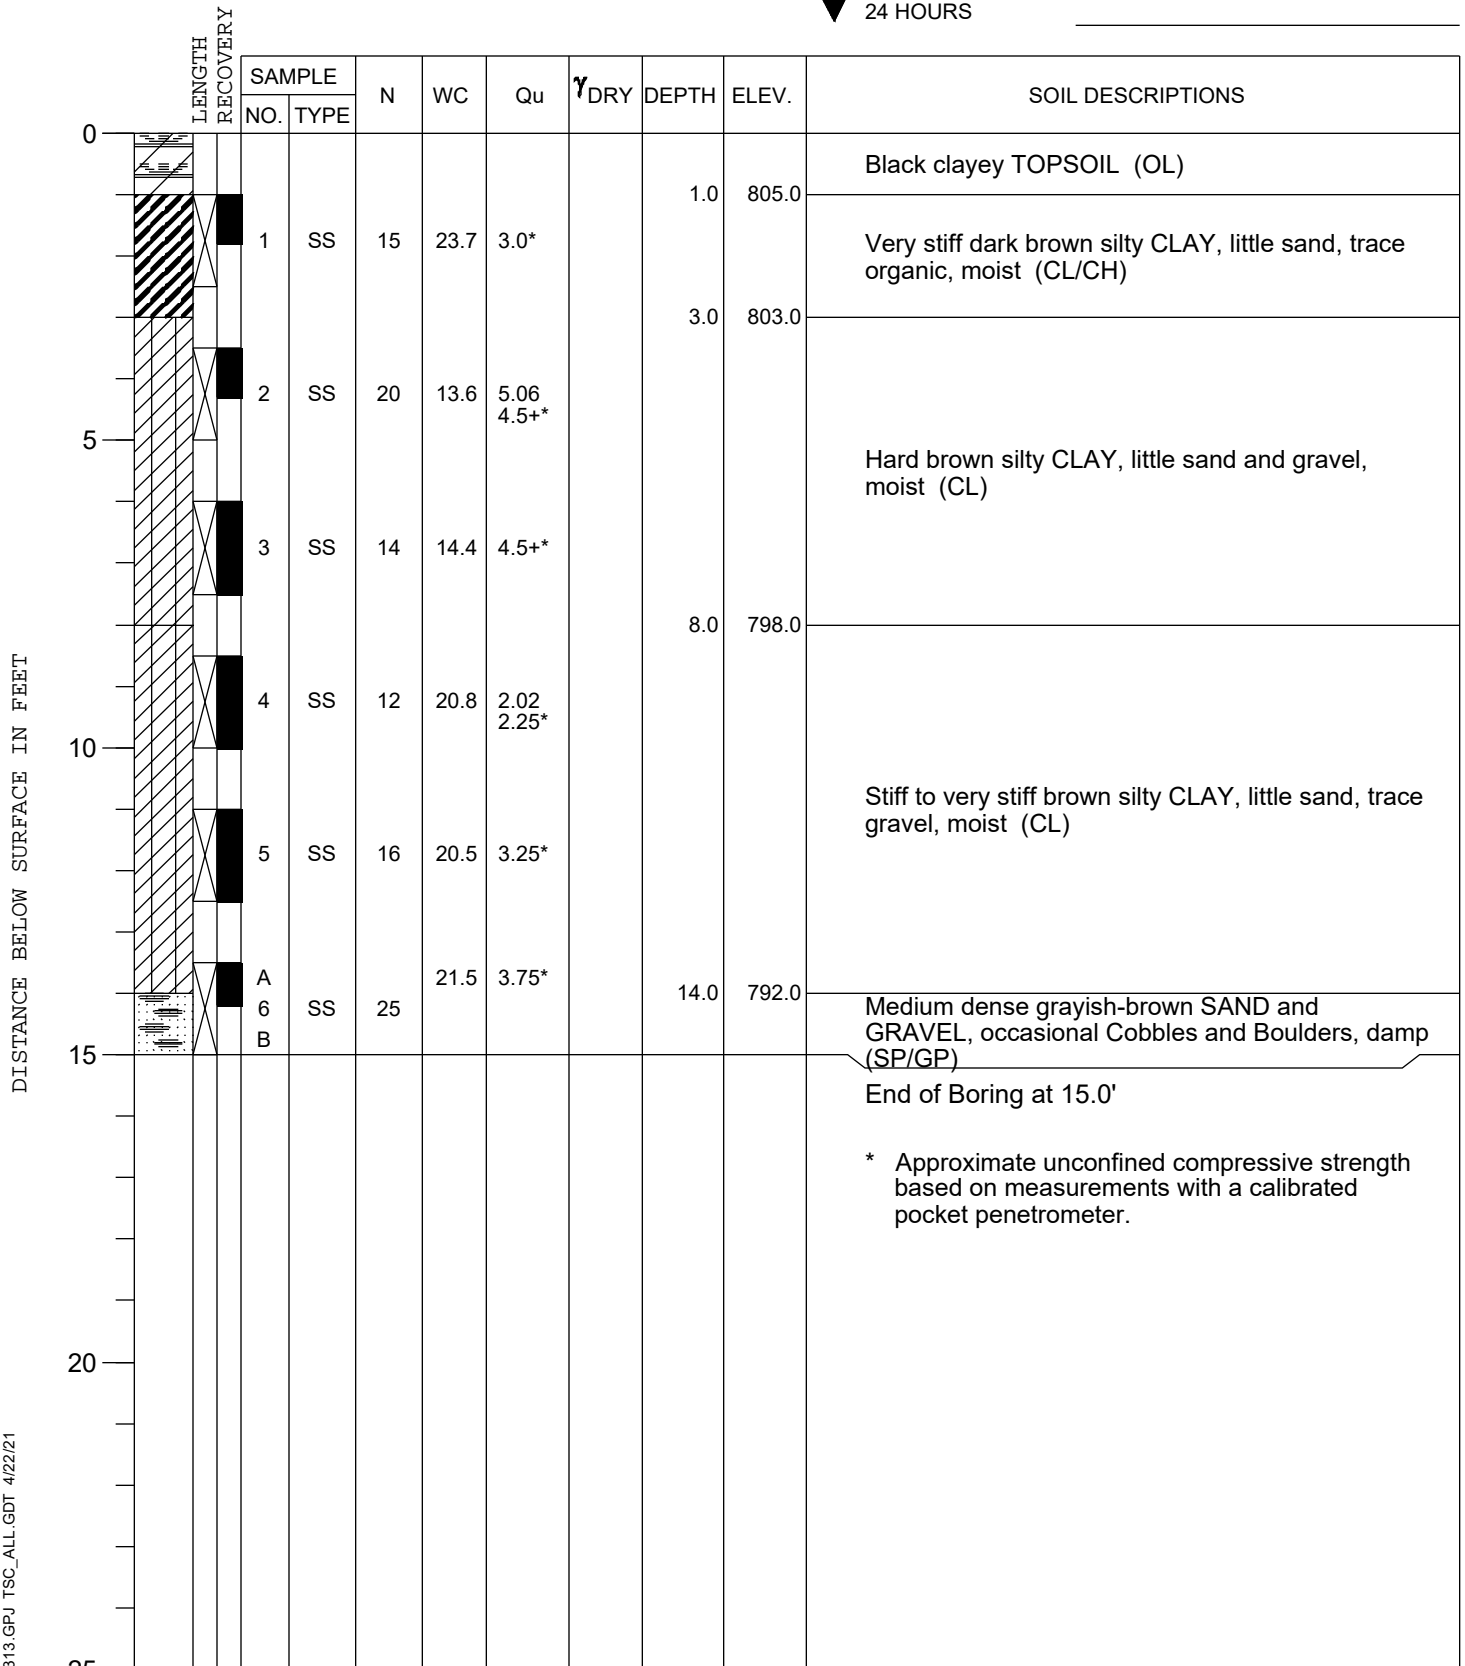 24 HOURS
LENGTH
RECOVERY
SAMPLE
NO. TYPE N WC Qu γDRY DEPTH ELEV. SOIL DESCRIPTIONS
0
Black clayey TOPSOIL (OL)
1.0 805.0
1 SS 15 23.7 3.0*
Very stiff dark brown silty CLAY, little sand, trace
organic, moist (CL/CH)
3.0 803.0
2 SS 20 13.6 5.06
4.5+*
5
Hard brown silty CLAY, little sand and gravel,
moist (CL)
3 SS 14 14.4 4.5+*
8.0 798.0
4 SS 12 20.8 2.02
2.25*
10
Stiff to very stiff brown silty CLAY, little sand, trace
gravel, moist (CL)
5 SS 16 20.5 3.25*
A 21.5 3.75*
14.0 792.0
6 SS 25
B
Medium dense grayish-brown SAND and
GRAVEL, occasional Cobbles and Boulders, damp
(SP/GP)
15
End of Boring at 15.0'
* Approximate unconfined compressive strength
based on measurements with a calibrated
pocket penetrometer.
20
25
DISTANCE BELOW SURFACE IN FEET
313.GPJ TSC_ALL.GDT 4/22/21